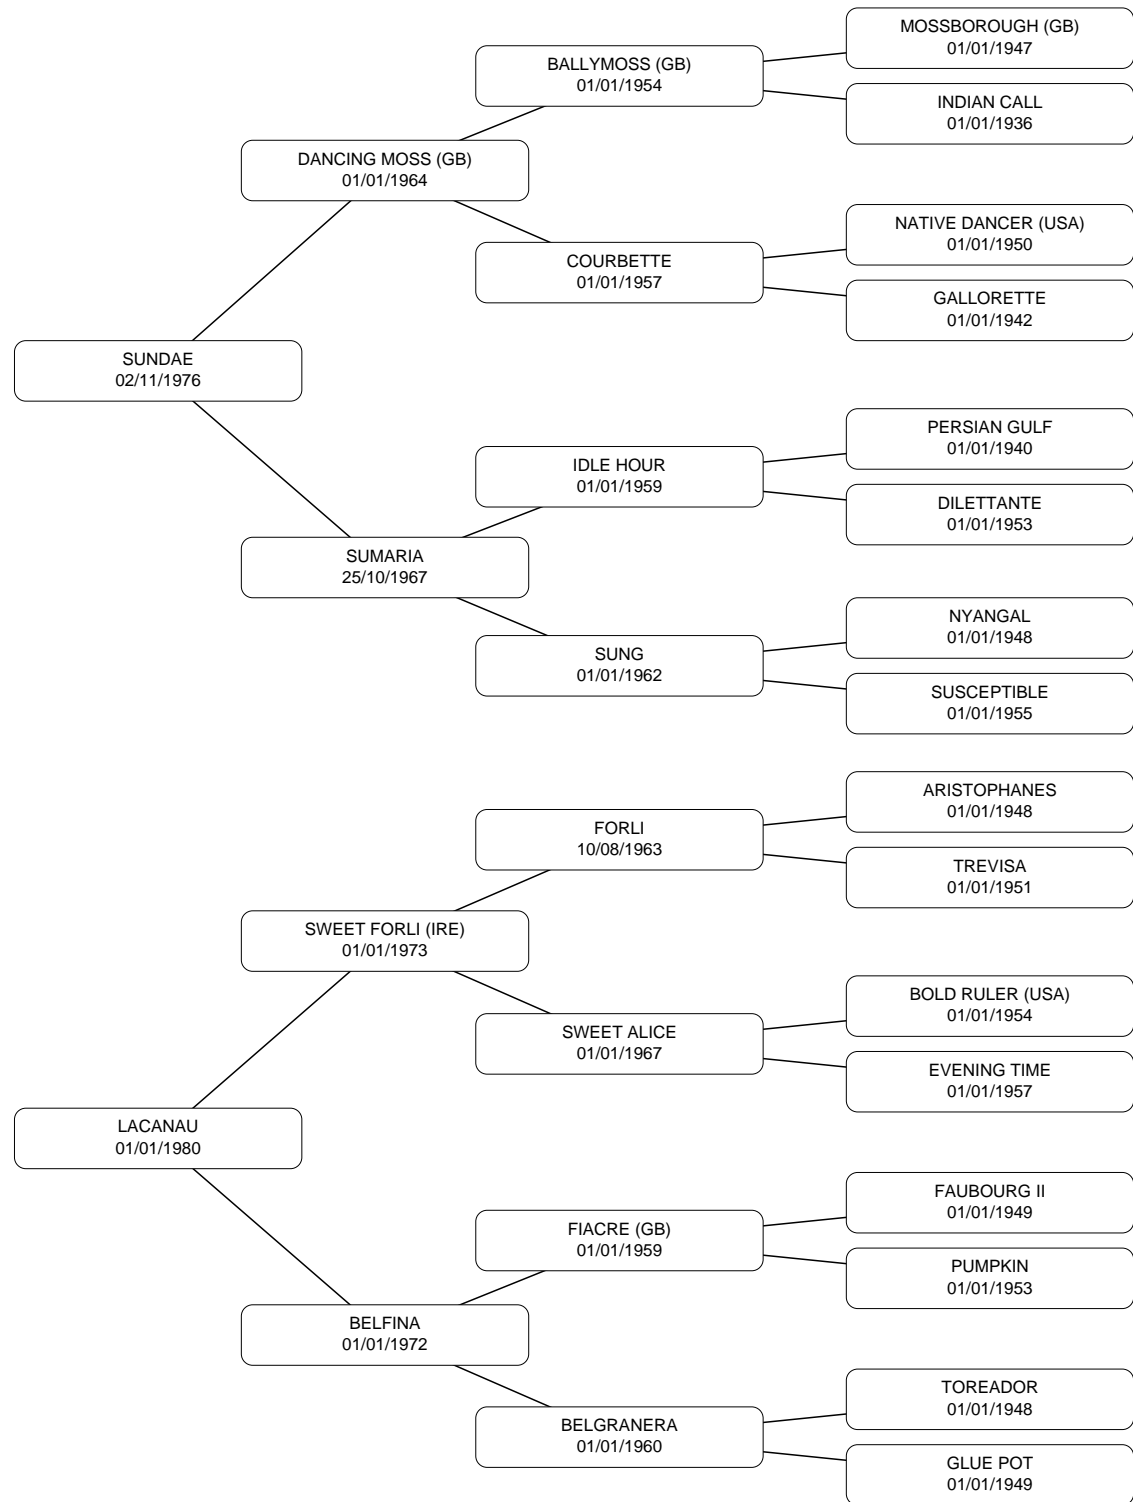 MOSSBOROUGH (GB)
01/01/1947
BALLYMOSS (GB)
01/01/1954
INDIAN CALL
01/01/1936
DANCING MOSS (GB)
01/01/1964
NATIVE DANCER (USA)
01/01/1950
COURBETTE
01/01/1957
GALLORETTE
01/01/1942
SUNDAE
02/11/1976
PERSIAN GULF
01/01/1940
IDLE HOUR
01/01/1959
DILETTANTE
01/01/1953
SUMARIA
25/10/1967
NYANGAL
01/01/1948
SUNG
01/01/1962
SUSCEPTIBLE
01/01/1955
ARISTOPHANES
01/01/1948
FORLI
10/08/1963
TREVISA
01/01/1951
SWEET FORLI (IRE)
01/01/1973
BOLD RULER (USA)
01/01/1954
SWEET ALICE
01/01/1967
EVENING TIME
01/01/1957
LACANAU
01/01/1980
FAUBOURG II
01/01/1949
FIACRE (GB)
01/01/1959
PUMPKIN
01/01/1953
BELFINA
01/01/1972
TOREADOR
01/01/1948
BELGRANERA
01/01/1960
GLUE POT
01/01/1949